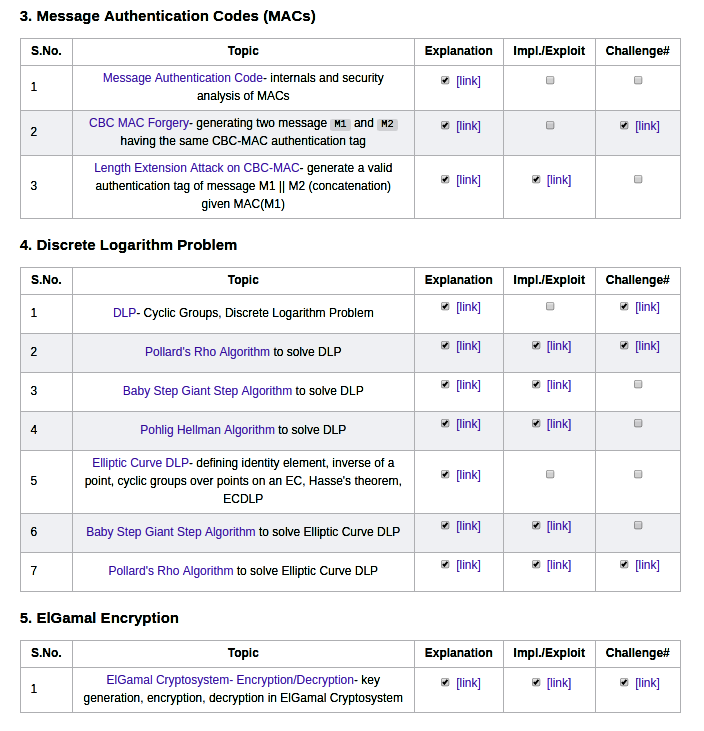 3. Message Authentication Codes (MACs)
S.No. Topic Explanation Impl./Exploit Challenge#
1 Message Authentication Code- internals and security [link]
analysis of MACs
2 CBC MAC Forgery- generating two message M1 and M2 [link] [link]
having the same CBC-MAC authentication tag
3 Length Extension Attack on CBC-MAC- generate a valid [link] [link]
authentication tag of message M1 || M2 (concatenation)
given MAC(M1)
4. Discrete Logarithm Problem
S.No. Topic Explanation Impl./Exploit Challenge#
1 DLP- Cyclic Groups, Discrete Logarithm Problem [link] [link]
2 Pollard's Rho Algorithm to solve DLP [link] [link] [link]
3 Baby Step Giant Step Algorithm to solve DLP [link] [link]
4 Pohlig Hellman Algorithm to solve DLP [link] [link]
5 Elliptic Curve DLP- defining identity element, inverse of a [link]
point, cyclic groups over points on an EC, Hasse's theorem,
ECDLP
6 Baby Step Giant Step Algorithm to solve Elliptic Curve DLP [link] [link]
7 Pollard's Rho Algorithm to solve Elliptic Curve DLP [link] [link] [link]
5. ElGamal Encryption
S.No. Topic Explanation Impl./Exploit Challenge#
1 ElGamal Cryptosystem- Encryption/Decryption- key [link] [link] [link]
generation, encryption, decryption in ElGamal Cryptosystem